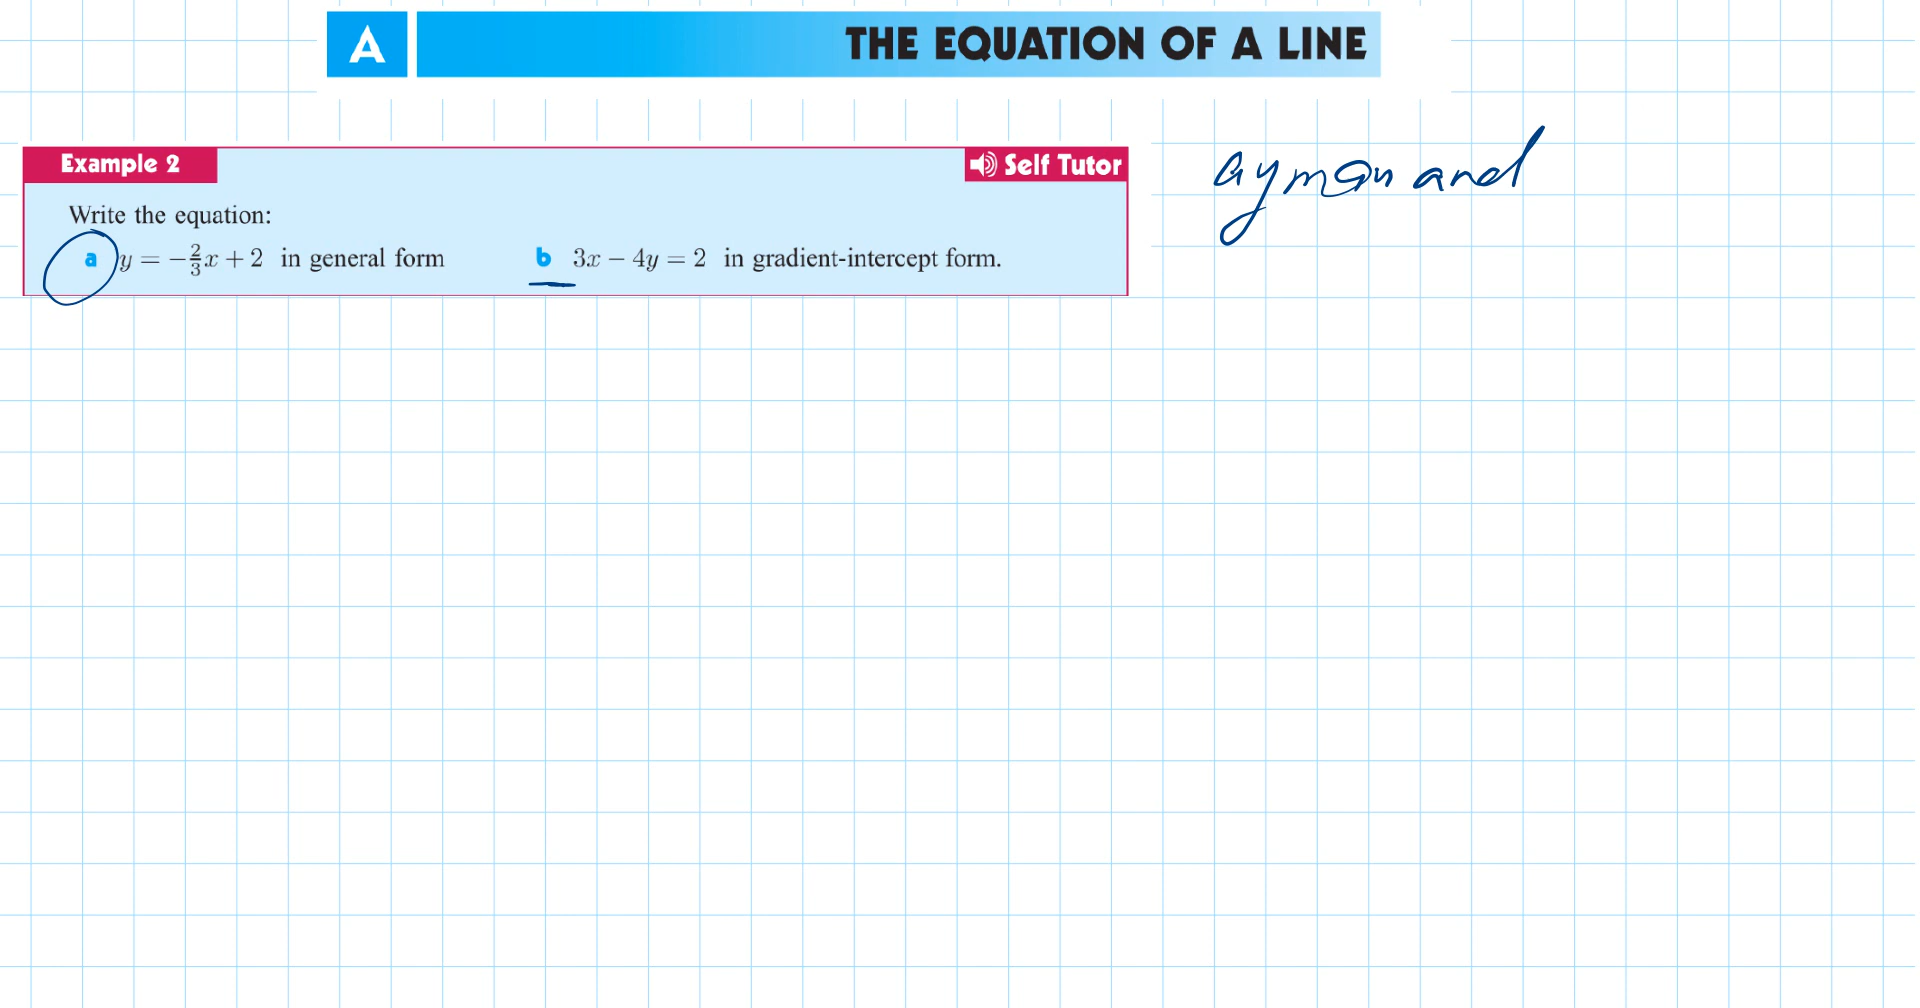 A THE EQUATION OF A LINE
Example 2 Self Tutor
Write the equation:
a y = −2/3x + 2 in general form b 3x − 4y = 2 in gradient-intercept form.
ayman and